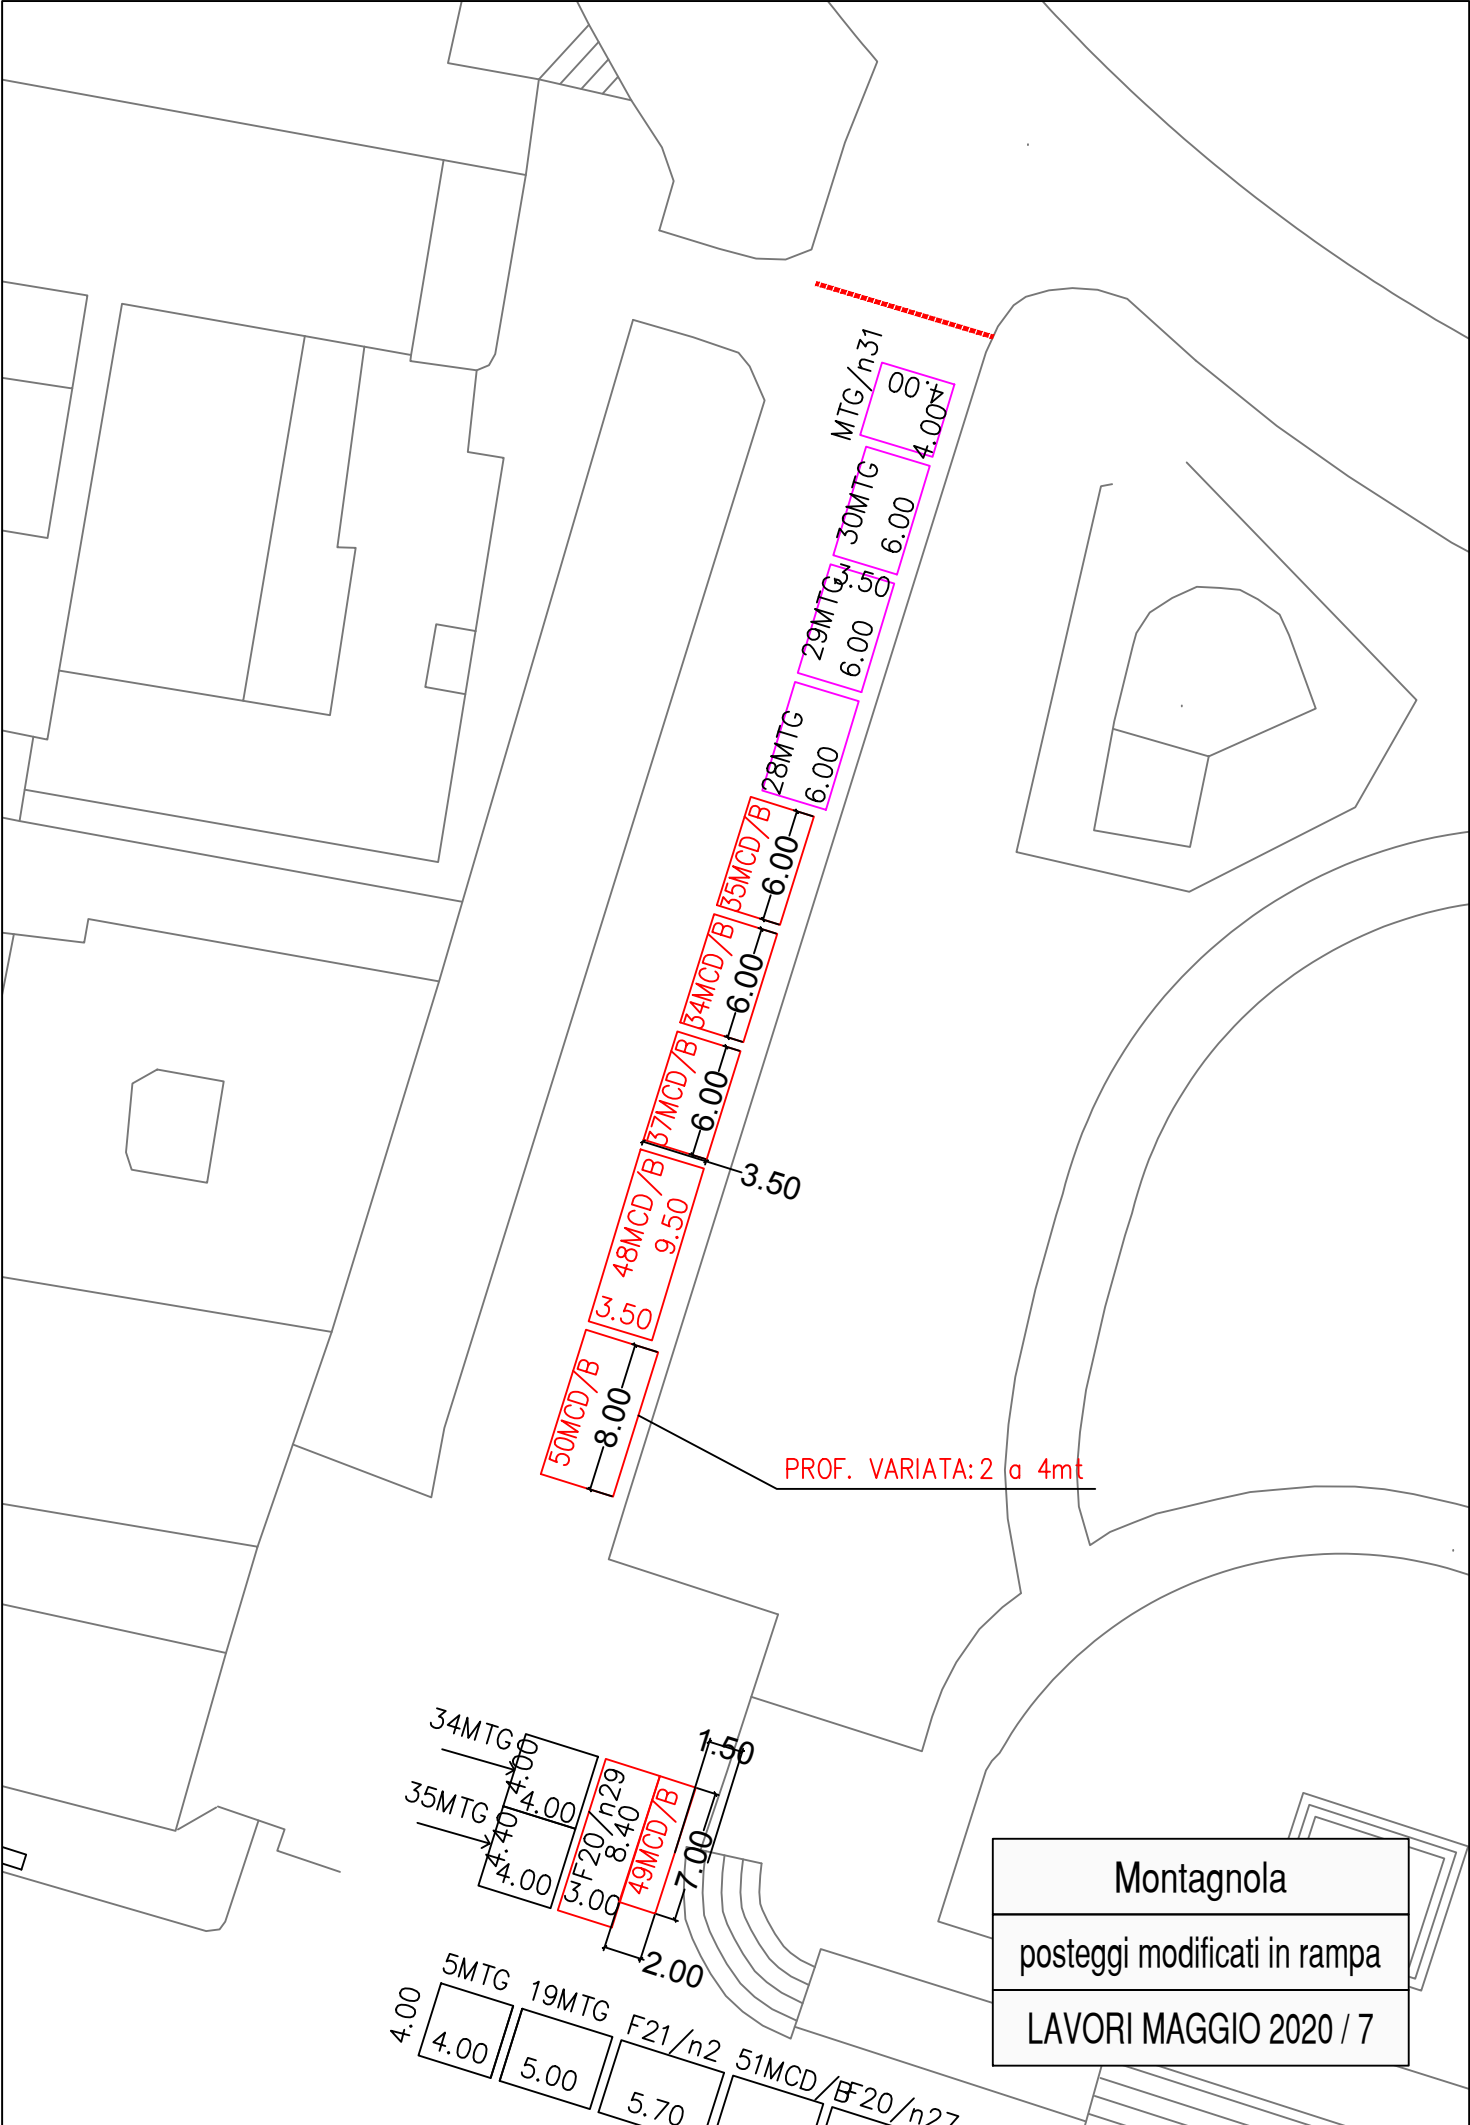 MTG/n31
4.00
4.00
30MTG
6.00
3.50
29MTG
6.00
28MTG
6.00
35MCD/B
6.00
34MCD/B
6.00
37MCD/B
6.00
3.50
48MCD/B
9.50
3.50
50MCD/B
8.00
PROF. VARIATA: 2 a 4mt
34MTG
4.00
4.00
35MTG
4.40
4.00
F20/n29
8.40
3.00
49MCD/B
1.50
7.00
2.00
5MTG
4.00
4.00
19MTG
5.00
F21/n2
5.70
51MCD/B
F20/n27
Montagnola
posteggi modificati in rampa
LAVORI MAGGIO 2020 / 7